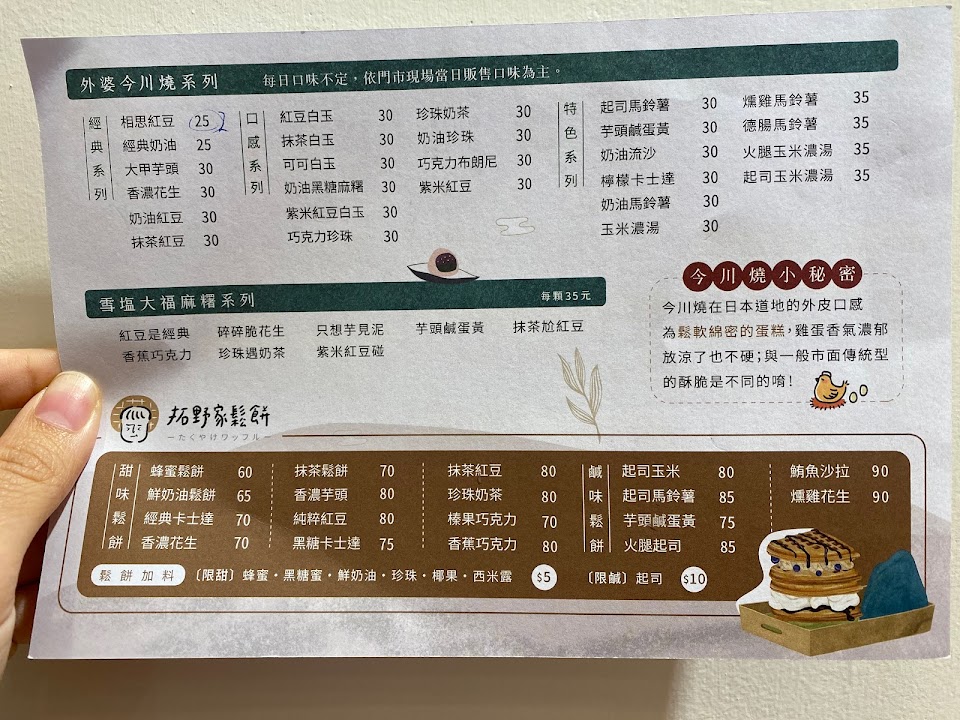 外婆今川燒系列 每日口味不定，依門市現場當日販售口味為主。
經典系列
相思紅豆 25 2
經典奶油 25
大甲芋頭 30
香濃花生 30
奶油紅豆 30
抹茶紅豆 30
口感系列
紅豆白玉 30
抹茶白玉 30
可可白玉 30
奶油黑糖麻糬 30
紫米紅豆白玉 30
巧克力珍珠 30
珍珠奶茶 30
奶油珍珠 30
巧克力布朗尼 30
紫米紅豆 30
特色系列
起司馬鈴薯 30
芋頭鹹蛋黃 30
奶油流沙 30
檸檬卡士達 30
奶油馬鈴薯 30
玉米濃湯 30
燻雞馬鈴薯 35
德腸馬鈴薯 35
火腿玉米濃湯 35
起司玉米濃湯 35
雪塩大福麻糬系列 每顆35元
紅豆是經典 碎碎脆花生 只想芋見泥 芋頭鹹蛋黃 抹茶尬紅豆
香蕉巧克力 珍珠遇奶茶 紫米紅豆碰
今川燒小秘密
今川燒在日本道地的外皮口感
為鬆軟綿密的蛋糕，雞蛋香氣濃郁
放涼了也不硬；與一般市面傳統型
的酥脆是不同的唷！
拓野家鬆餅
ーたくやけワッフルー
甜味鬆餅
蜂蜜鬆餅 60
鮮奶油鬆餅 65
經典卡士達 70
香濃花生 70
抹茶鬆餅 70
香濃芋頭 80
純粹紅豆 80
黑糖卡士達 75
抹茶紅豆 80
珍珠奶茶 80
榛果巧克力 70
香蕉巧克力 80
鹹味鬆餅
起司玉米 80
起司馬鈴薯 85
芋頭鹹蛋黃 75
火腿起司 85
鮪魚沙拉 90
燻雞花生 90
鬆餅加料 〔限甜〕蜂蜜・黑糖蜜・鮮奶油・珍珠・椰果・西米露 $5 〔限鹹〕起司 $10